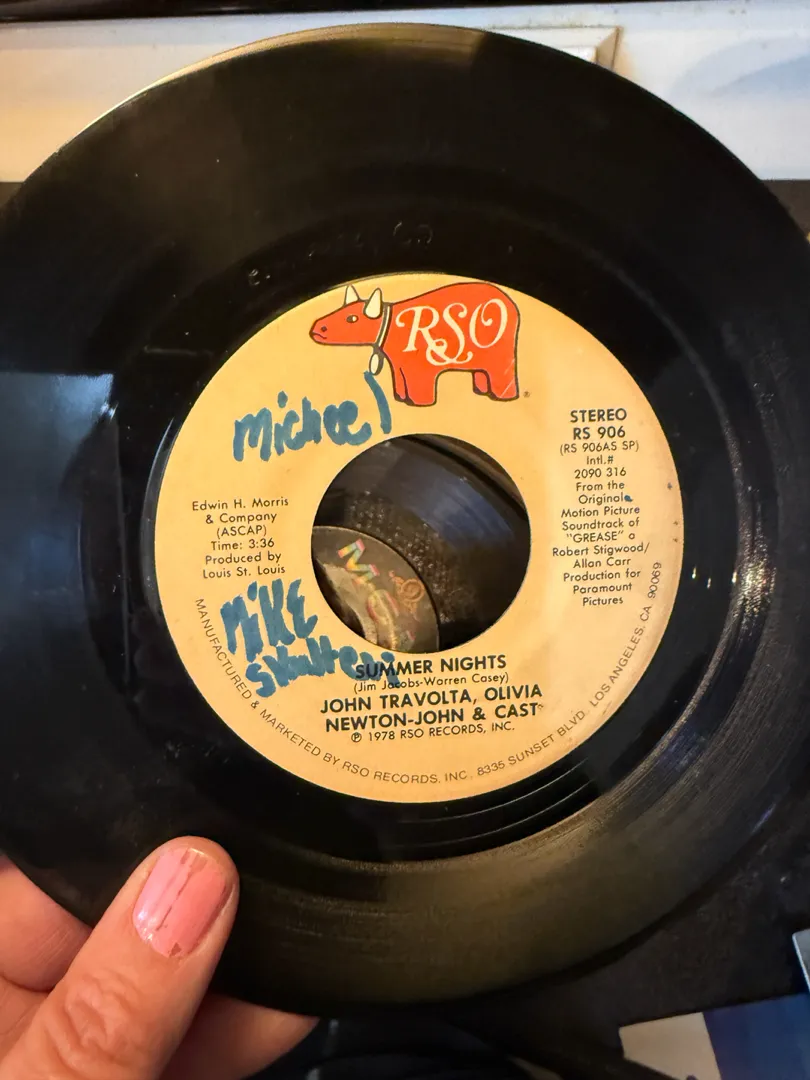 RSO
®
Michael
STEREO
RS 906
(RS 906AS SP)
Intl.#
2090 316
From the
Original
Motion Picture
Soundtrack of
"GREASE" a
Robert Stigwood/
Allan Carr
Production for
Paramount
Pictures
Edwin H. Morris
& Company
(ASCAP)
Time: 3:36
Produced by
Louis St. Louis
MCA
MiKE
SUMMER NIGHTS
(Jim Jacobs-Warren Casey)
JOHN TRAVOLTA, OLIVIA
NEWTON-JOHN & CAST
℗ 1978 RSO RECORDS, INC.
MANUFACTURED & MARKETED BY RSO RECORDS, INC. 8335 SUNSET BLVD. LOS ANGELES, CA. 90069